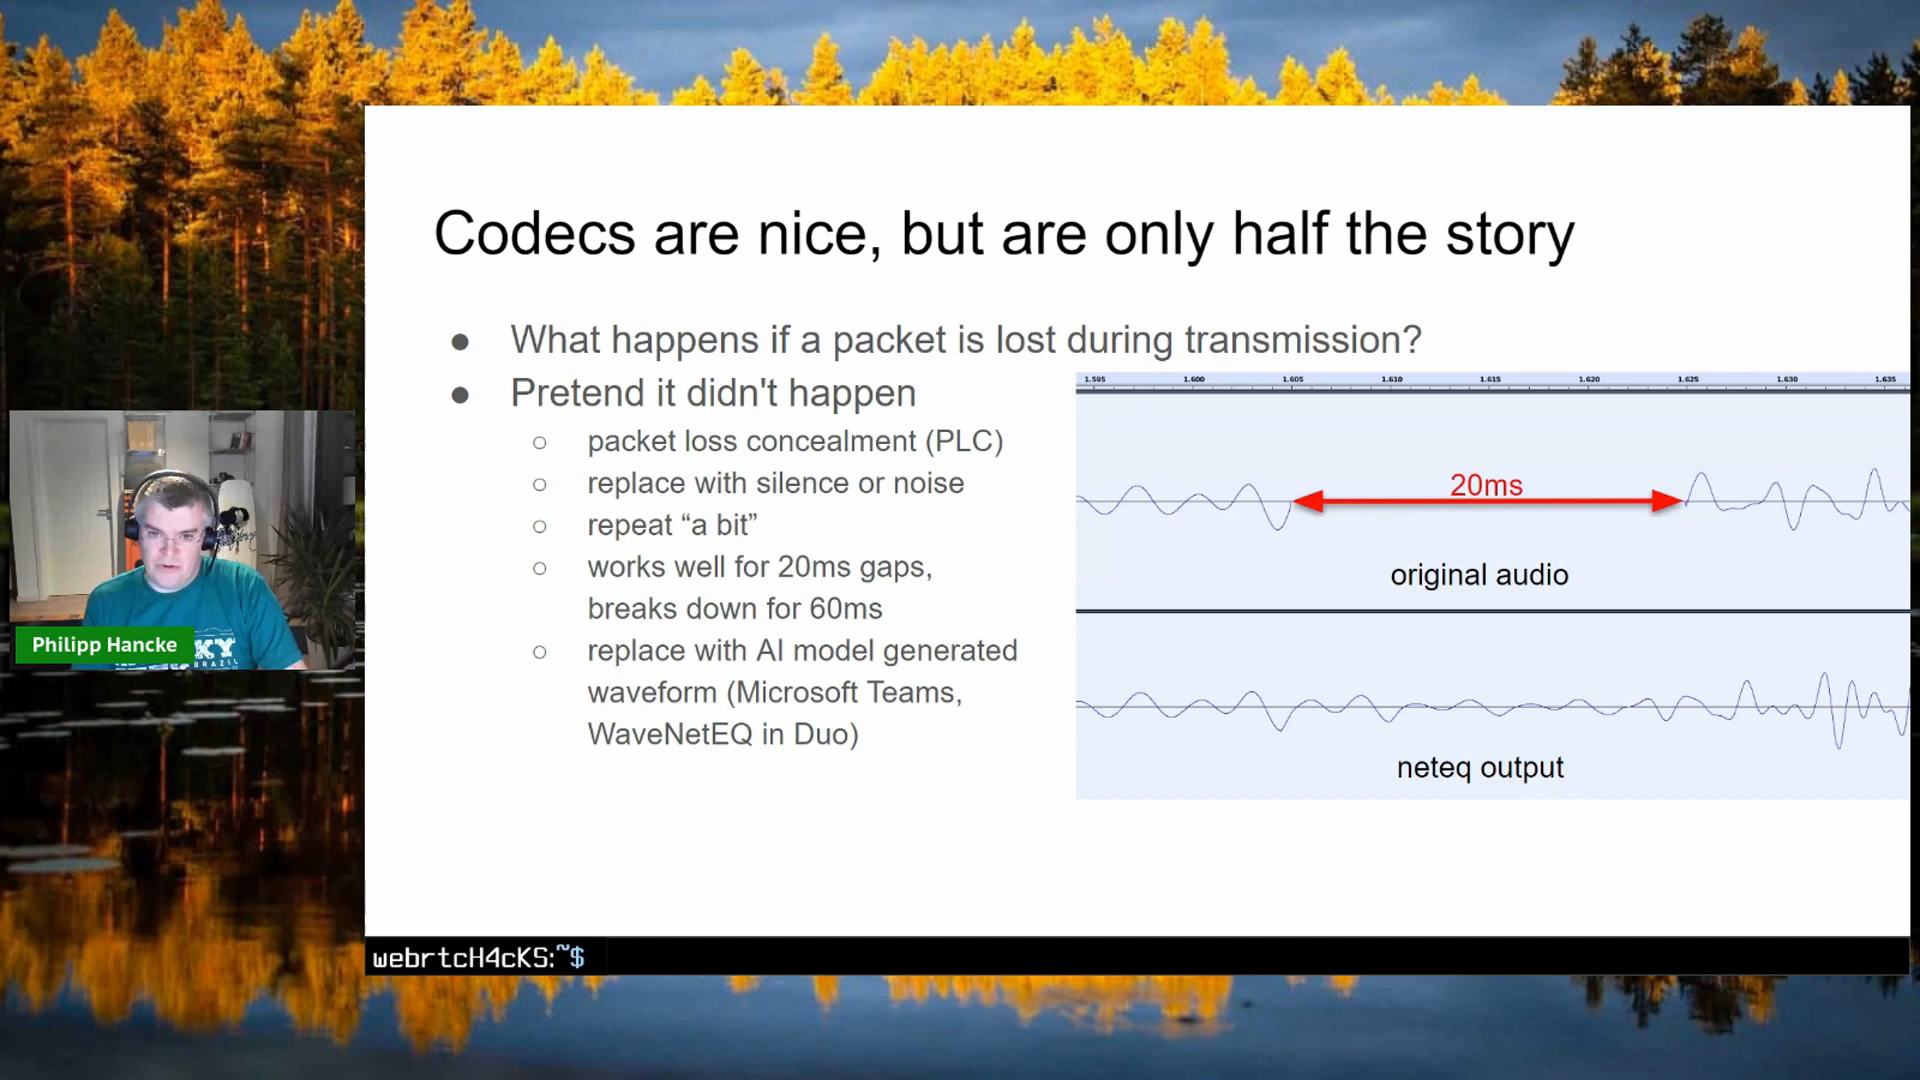 Codecs are nice, but are only half the story
● What happens if a packet is lost during transmission?
● Pretend it didn't happen
○ packet loss concealment (PLC)
○ replace with silence or noise
○ repeat “a bit”
○ works well for 20ms gaps,
breaks down for 60ms
○ replace with AI model generated
waveform (Microsoft Teams,
WaveNetEQ in Duo)
1.595 1.600 1.605 1.610 1.615 1.620 1.625 1.630 1.635
20ms
original audio
neteq output
Philipp Hancke
KY
BRAZIL
webrtcH4cKS:~$